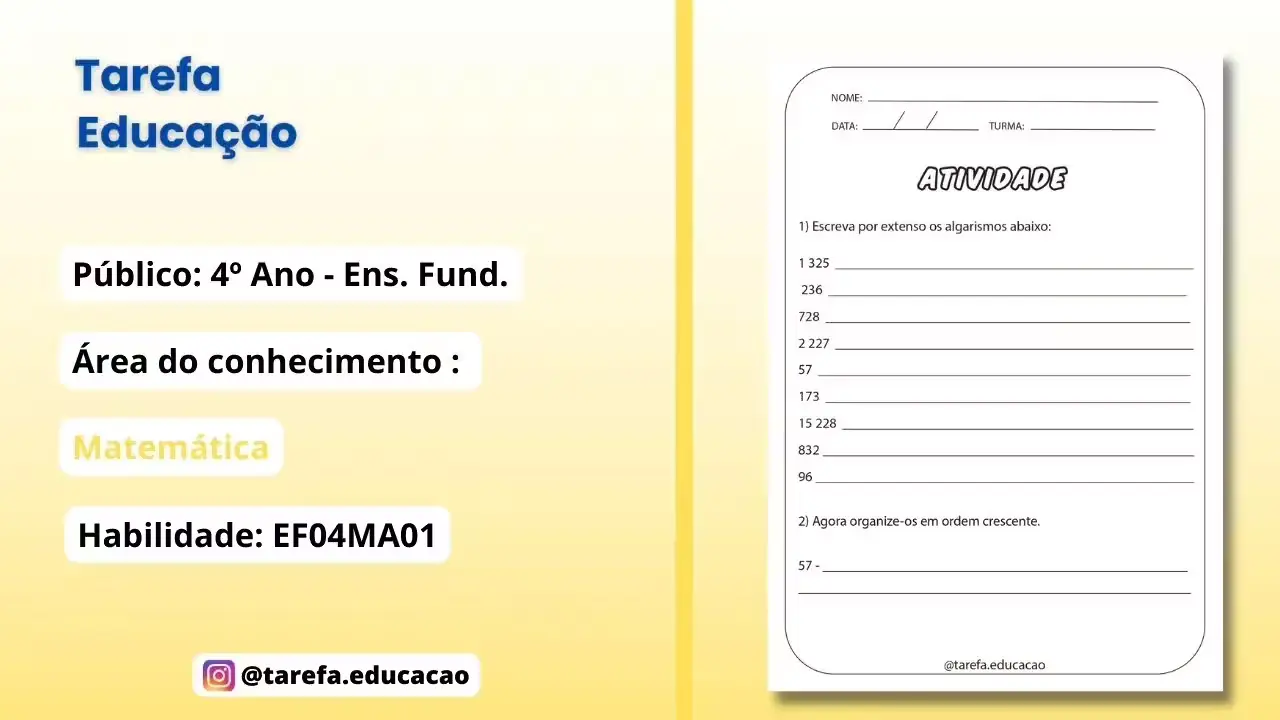 Tarefa
Educação
Público: 4º Ano - Ens. Fund.
Área do conhecimento :
Matemática
Habilidade: EF04MA01
@tarefa.educacao
NOME:
DATA: / / TURMA:
ATIVIDADE
1) Escreva por extenso os algarismos abaixo:
1 325
236
728
2 227
57
173
15 228
832
96
2) Agora organize-os em ordem crescente.
57 -
@tarefa.educacao